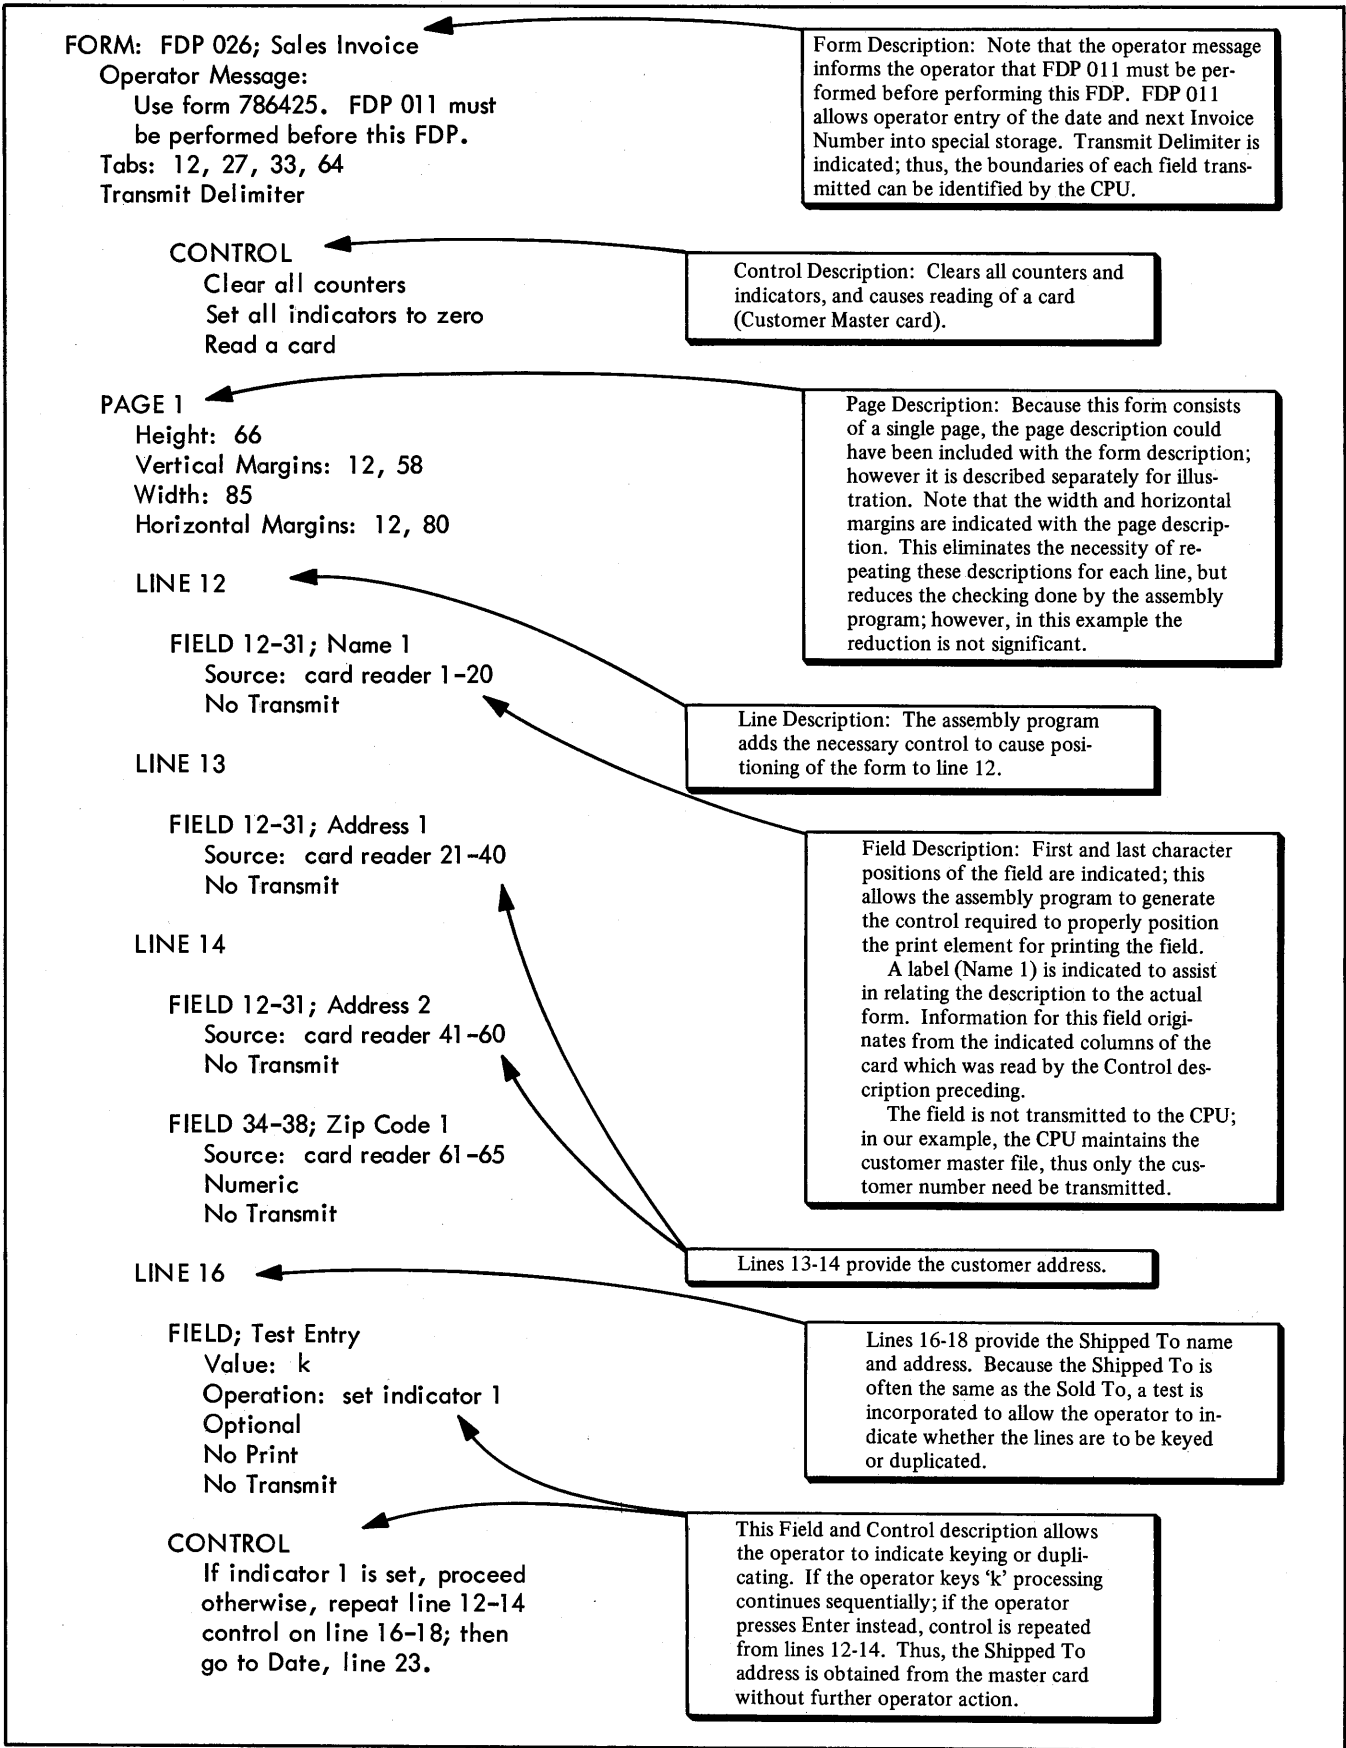 FORM: FDP 026; Sales Invoice
Operator Message:
Use form 786425. FDP 011 must
be performed before this FDP.
Tabs: 12, 27, 33, 64
Transmit Delimiter
Form Description: Note that the operator message
informs the operator that FDP 011 must be per-
formed before performing this FDP. FDP 011
allows operator entry of the date and next Invoice
Number into special storage. Transmit Delimiter is
indicated; thus, the boundaries of each field trans-
mitted can be identified by the CPU.
CONTROL
Clear all counters
Set all indicators to zero
Read a card
Control Description: Clears all counters and
indicators, and causes reading of a card
(Customer Master card).
PAGE 1
Height: 66
Vertical Margins: 12, 58
Width: 85
Horizontal Margins: 12, 80
Page Description: Because this form consists
of a single page, the page description could
have been included with the form description;
however it is described separately for illus-
tration. Note that the width and horizontal
margins are indicated with the page descrip-
tion. This eliminates the necessity of re-
peating these descriptions for each line, but
reduces the checking done by the assembly
program; however, in this example the
reduction is not significant.
LINE 12
FIELD 12-31; Name 1
Source: card reader 1-20
No Transmit
Line Description: The assembly program
adds the necessary control to cause posi-
tioning of the form to line 12.
LINE 13
FIELD 12-31; Address 1
Source: card reader 21-40
No Transmit
LINE 14
FIELD 12-31; Address 2
Source: card reader 41-60
No Transmit
FIELD 34-38; Zip Code 1
Source: card reader 61-65
Numeric
No Transmit
Field Description: First and last character
positions of the field are indicated; this
allows the assembly program to generate
the control required to properly position
the print element for printing the field.
A label (Name 1) is indicated to assist
in relating the description to the actual
form. Information for this field origi-
nates from the indicated columns of the
card which was read by the Control des-
cription preceding.
The field is not transmitted to the CPU;
in our example, the CPU maintains the
customer master file, thus only the cus-
tomer number need be transmitted.
Lines 13-14 provide the customer address.
LINE 16
FIELD; Test Entry
Value: k
Operation: set indicator 1
Optional
No Print
No Transmit
Lines 16-18 provide the Shipped To name
and address. Because the Shipped To is
often the same as the Sold To, a test is
incorporated to allow the operator to in-
dicate whether the lines are to be keyed
or duplicated.
CONTROL
If indicator 1 is set, proceed
otherwise, repeat line 12-14
control on line 16-18; then
go to Date, line 23.
This Field and Control description allows
the operator to indicate keying or dupli-
cating. If the operator keys 'k' processing
continues sequentially; if the operator
presses Enter instead, control is repeated
from lines 12-14. Thus, the Shipped To
address is obtained from the master card
without further operator action.